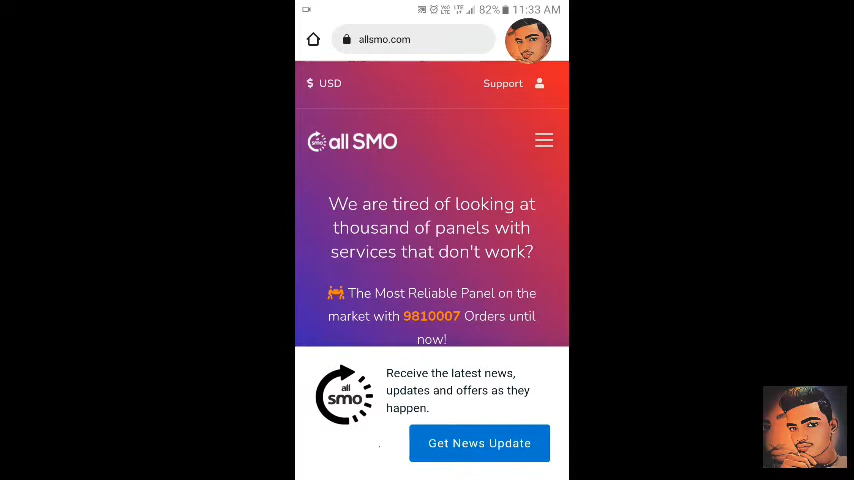 82% 11:33 AM
allsmo.com
$ USD Support
smo all SMO
We are tired of looking at
thousand of panels with
services that don't work?
The Most Reliable Panel on the
market with 9810007 Orders until
now!
all
smo
Receive the latest news,
updates and offers as they
happen.
Get News Update